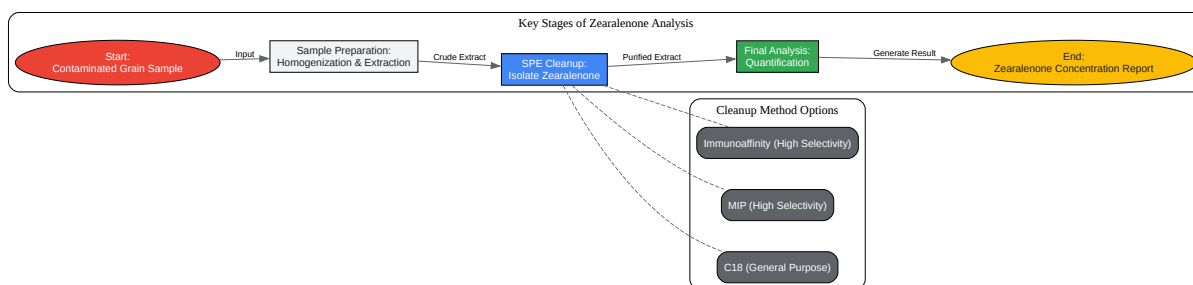 Key Stages of Zearalenone Analysis
Start:
Contaminated Grain Sample
Input
Sample Preparation:
Homogenization & Extraction
Crude Extract
SPE Cleanup:
Isolate Zearalenone
Purified Extract
Final Analysis:
Quantification
Generate Result
End:
Zearalenone Concentration Report
Cleanup Method Options
Immunoaffinity (High Selectivity)
MIP (High Selectivity)
C18 (General Purpose)